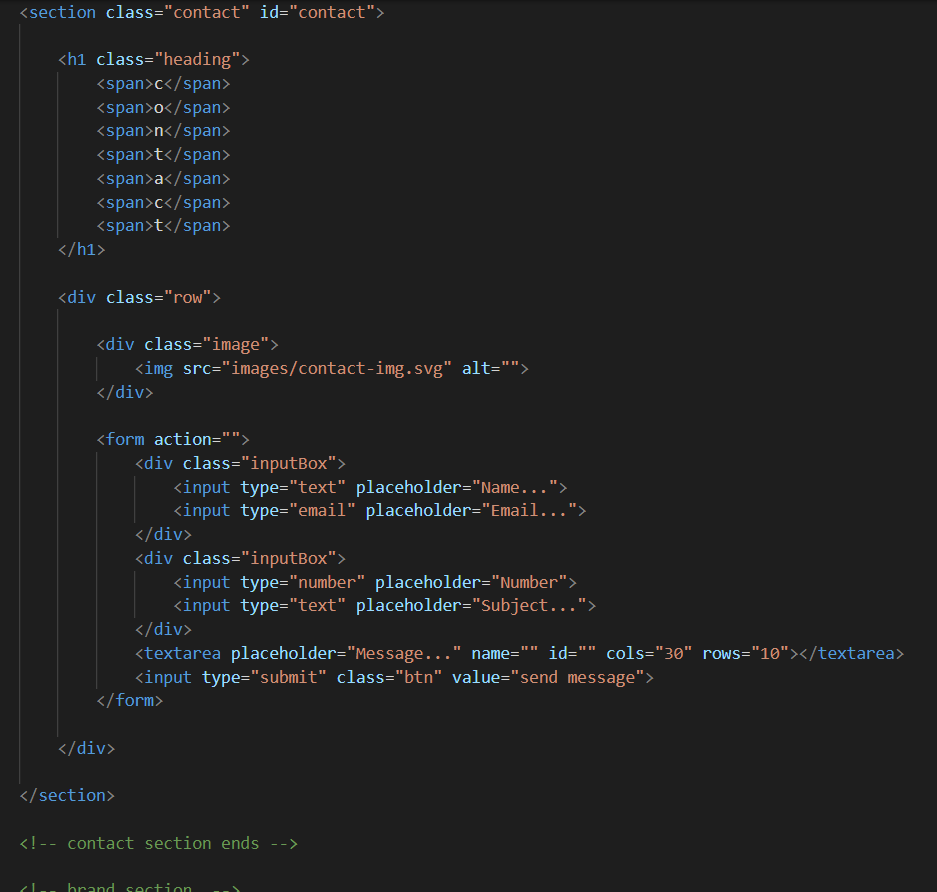 <section class="contact" id="contact">
<h1 class="heading">
<span>c</span>
<span>o</span>
<span>n</span>
<span>t</span>
<span>a</span>
<span>c</span>
<span>t</span>
</h1>
<div class="row">
<div class="image">
<img src="images/contact-img.svg" alt="">
</div>
<form action="">
<div class="inputBox">
<input type="text" placeholder="Name...">
<input type="email" placeholder="Email...">
</div>
<div class="inputBox">
<input type="number" placeholder="Number">
<input type="text" placeholder="Subject...">
</div>
<textarea placeholder="Message..." name="" id="" cols="30" rows="10"></textarea>
<input type="submit" class="btn" value="send message">
</form>
</div>
</section>
<!-- contact section ends -->
<!-- brand section -->